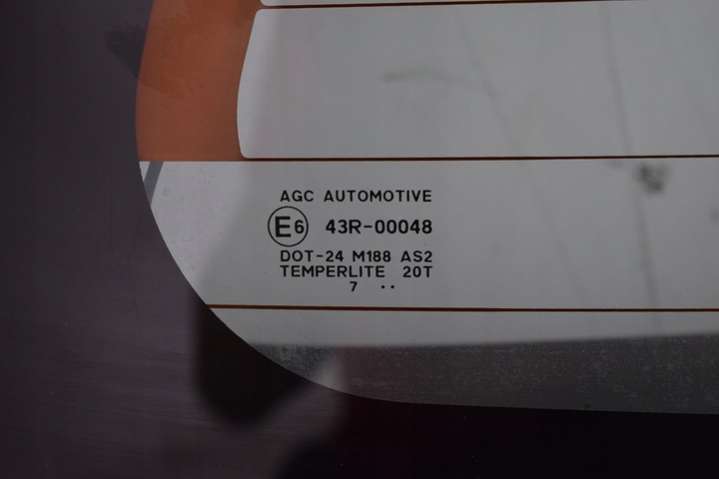 AGC AUTOMOTIVE
E6 43R-00048
DOT-24 M188 AS2
TEMPERLITE 20T
7 ..